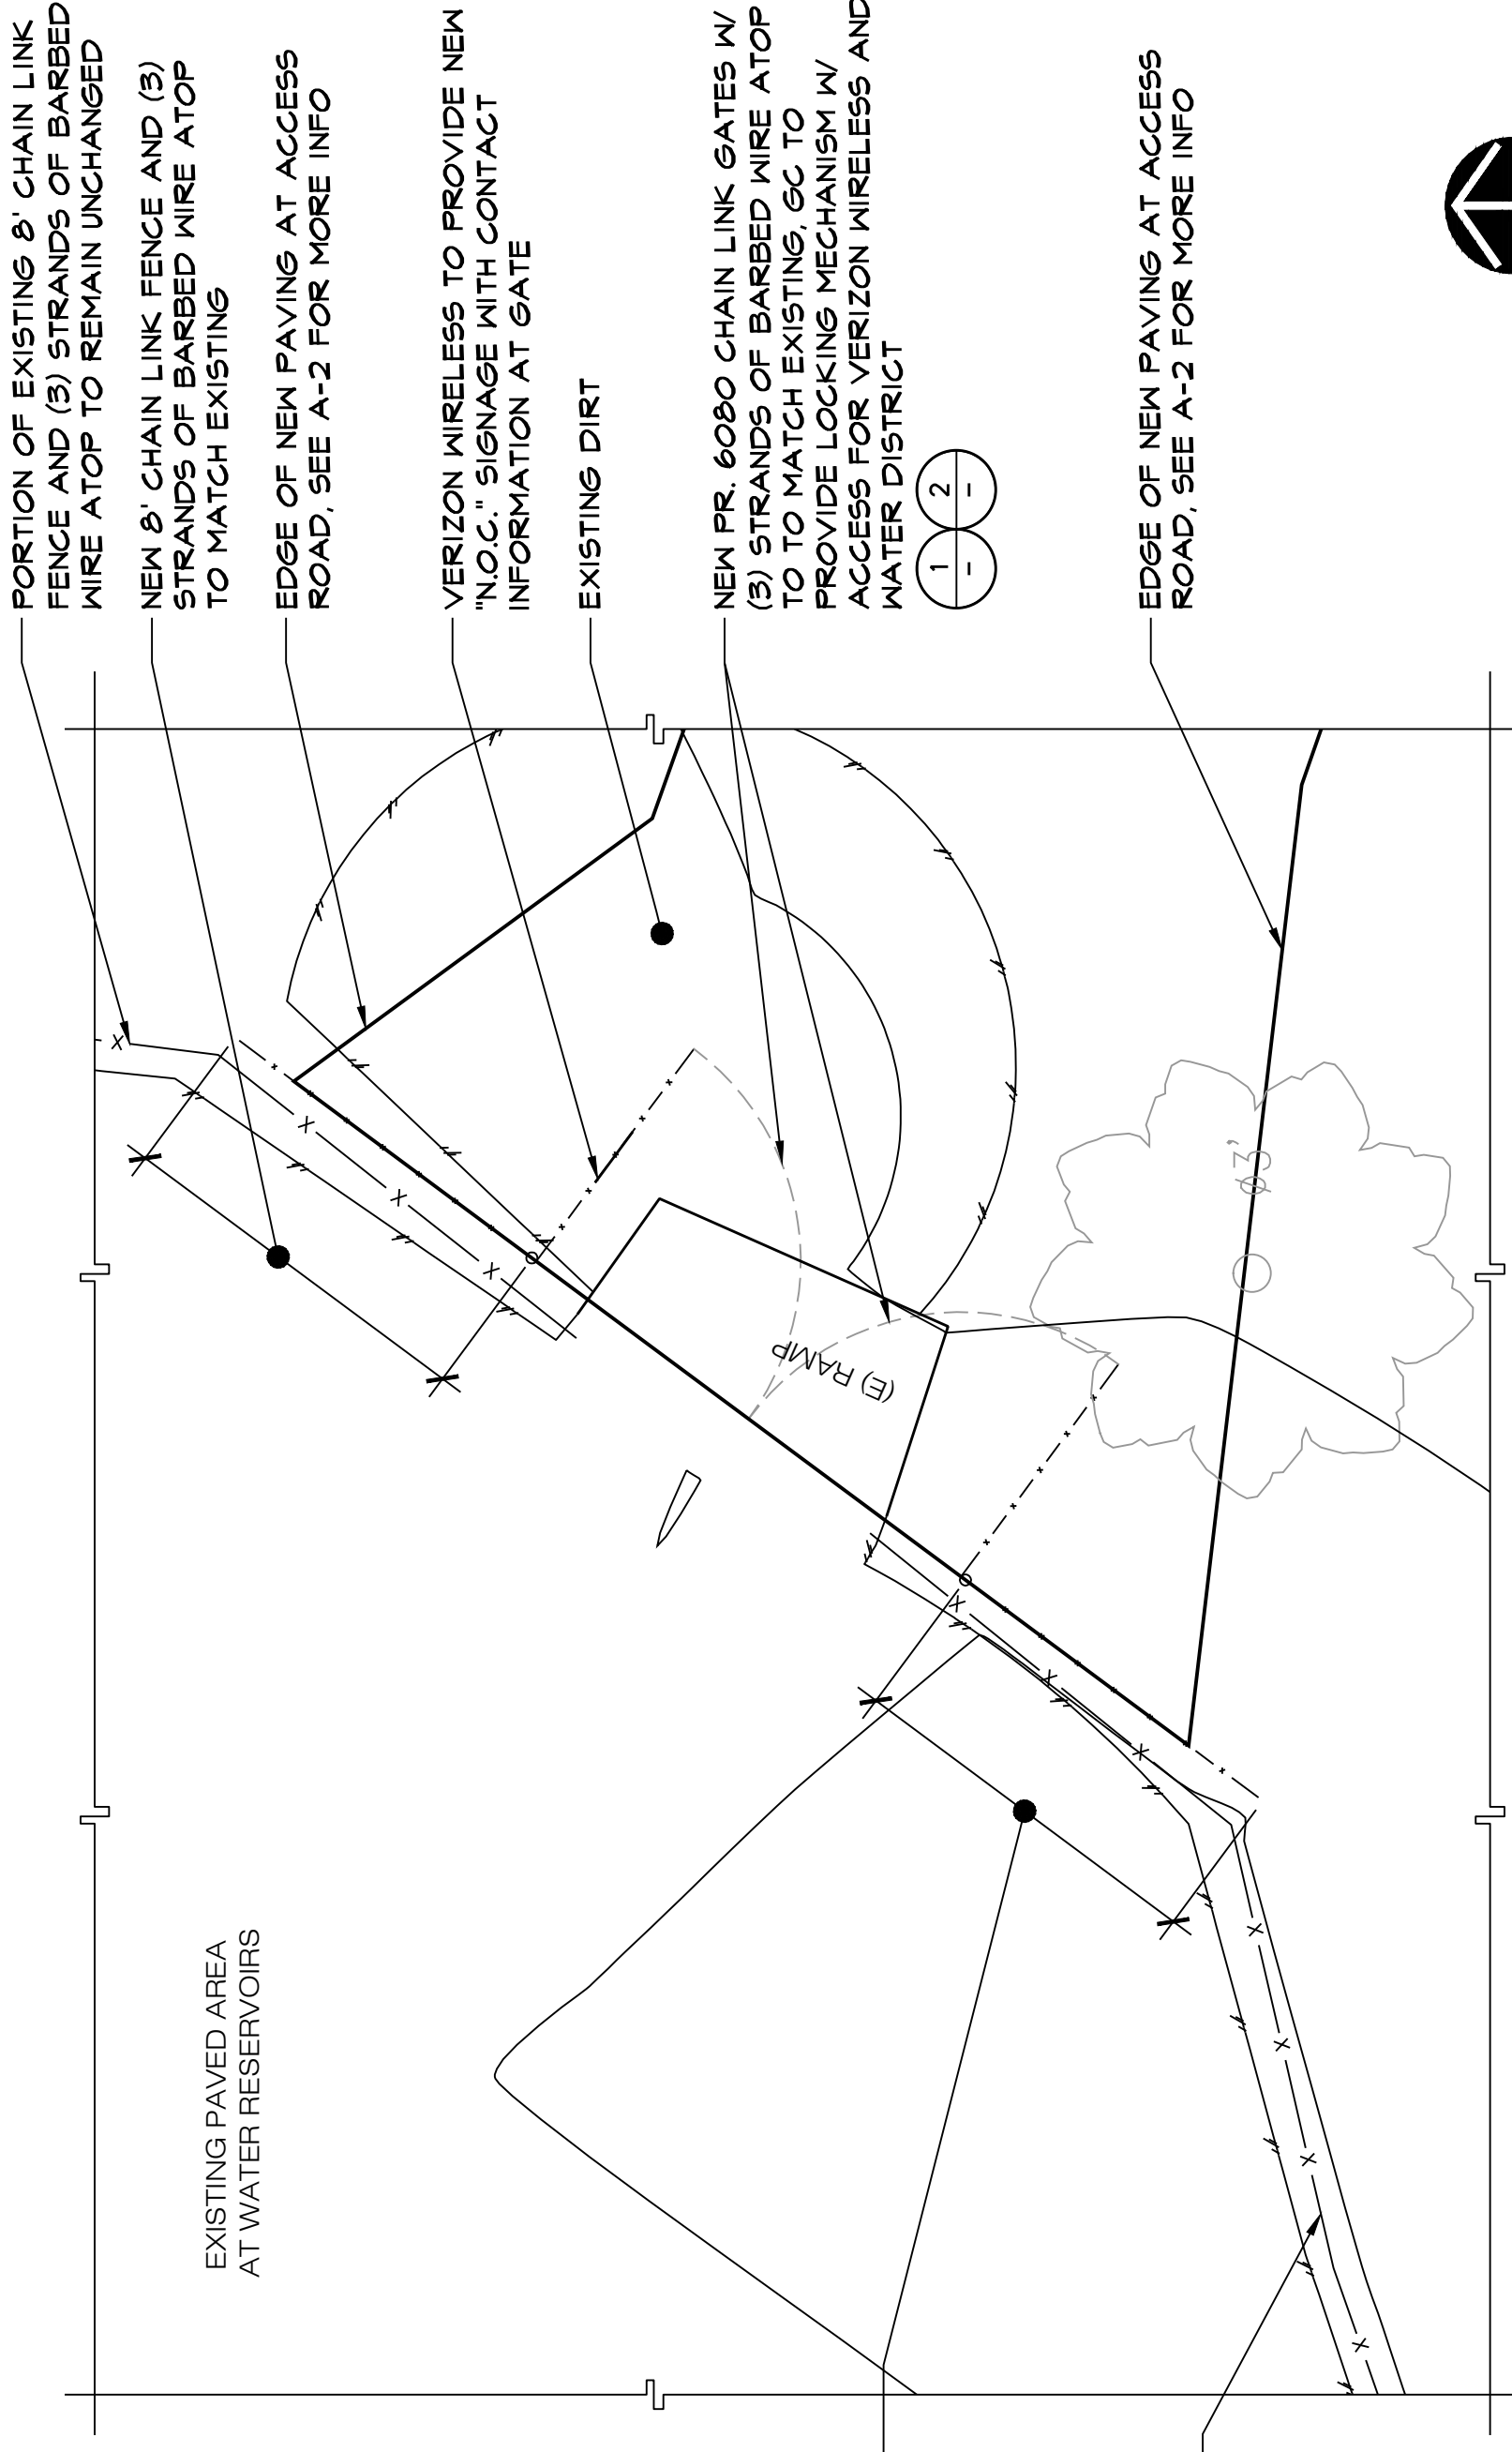 PORTION OF EXISTING 8' CHAIN LINK
FENCE AND (3) STRANDS OF BARBED
WIRE ATOP TO REMAIN UNCHANGED
NEW 8' CHAIN LINK FENCE AND (3)
STRANDS OF BARBED WIRE ATOP
TO MATCH EXISTING
EDGE OF NEW PAVING AT ACCESS
ROAD, SEE A-2 FOR MORE INFO
VERIZON WIRELESS TO PROVIDE NEW
"N.O.C." SIGNAGE WITH CONTACT
INFORMATION AT GATE
EXISTING DIRT
NEW PR. 6080 CHAIN LINK GATES W/
(3) STRANDS OF BARBED WIRE ATOP
TO TO MATCH EXISTING, GC TO
PROVIDE LOCKING MECHANISM W/
ACCESS FOR VERIZON WIRELESS AND
WATER DISTRICT
1 2
- -
EDGE OF NEW PAVING AT ACCESS
ROAD, SEE A-2 FOR MORE INFO
(E) RAMP
EXISTING PAVED AREA
AT WATER RESERVOIRS